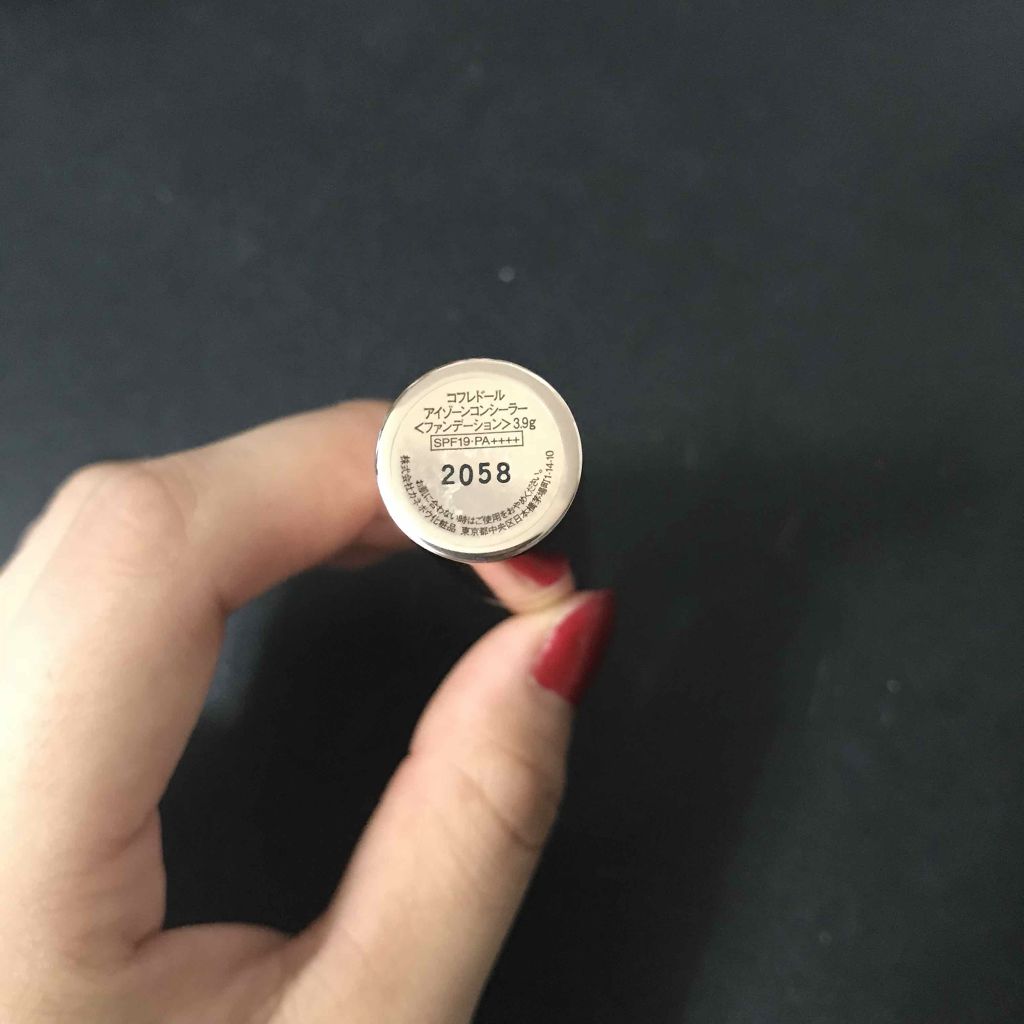 コフレドール
アイゾーンコンシーラー
<ファンデーション> 3.9g
SPF19・PA++++
2058
お肌に合わない時はご使用をおやめください。
株式会社カネボウ化粧品 東京都中央区日本橋茅場町1-14-10